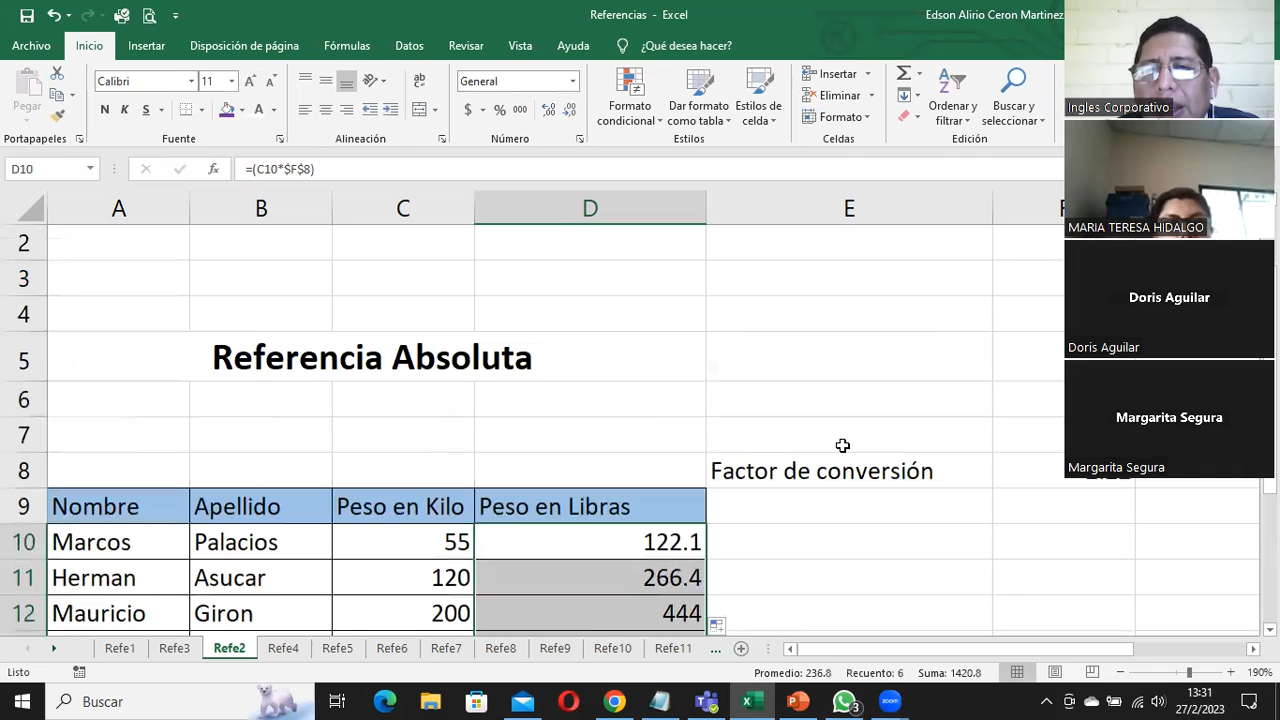 Referencias - Excel
Edson Alirio Ceron Martinez
Archivo Inicio Insertar Disposición de página Fórmulas Datos Revisar Vista Ayuda ¿Qué desea hacer?
Pegar
Calibri 11
N K S
General
$ % 000
Formato condicional
Dar formato como tabla
Estilos de celda
Insertar
Eliminar
Formato
Ordenar y filtrar
Buscar y seleccionar
Portapapeles Fuente Alineación Número Estilos Celdas Edición
D10 fx =(C10*$F$8)
A B C D E
2
3
4
5 Referencia Absoluta
6
7
8 Factor de conversión
9 Nombre Apellido Peso en Kilo Peso en Libras
10 Marcos Palacios 55 122.1
11 Herman Asucar 120 266.4
12 Mauricio Giron 200 444
Ingles Corporativo
MARIA TERESA HIDALGO
Doris Aguilar
Doris Aguilar
Margarita Segura
Margarita Segura
Refe1 Refe3 Refe2 Refe4 Refe5 Refe6 Refe7 Refe8 Refe9 Refe10 Refe11 ...
Listo Promedio: 236.8 Recuento: 6 Suma: 1420.8 190%
Buscar
3
zoom
13:31
27/2/2023